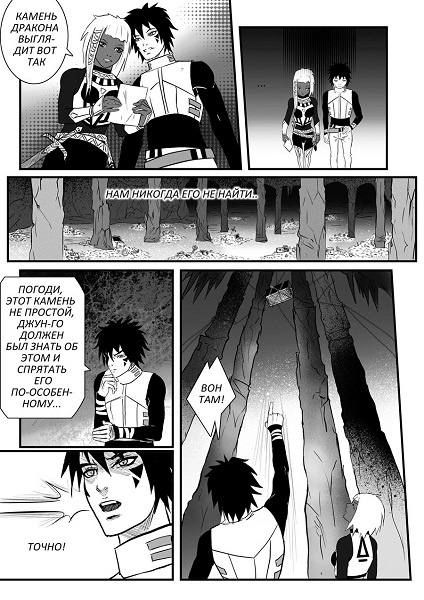 КАМЕНЬ
ДРАКОНА
ВЫГЛЯ-
ДИТ ВОТ
ТАК
...
НАМ НИКОГДА ЕГО НЕ НАЙТИ..
ПОГОДИ,
ЭТОТ КАМЕНЬ
НЕ ПРОСТОЙ,
ДЖУН-ГО
ДОЛЖЕН
БЫЛ ЗНАТЬ ОБ
ЭТОМ И
СПРЯТАТЬ
ЕГО
ПО-ОСОБЕН-
НОМУ...
ТОЧНО!
ВОН
ТАМ!